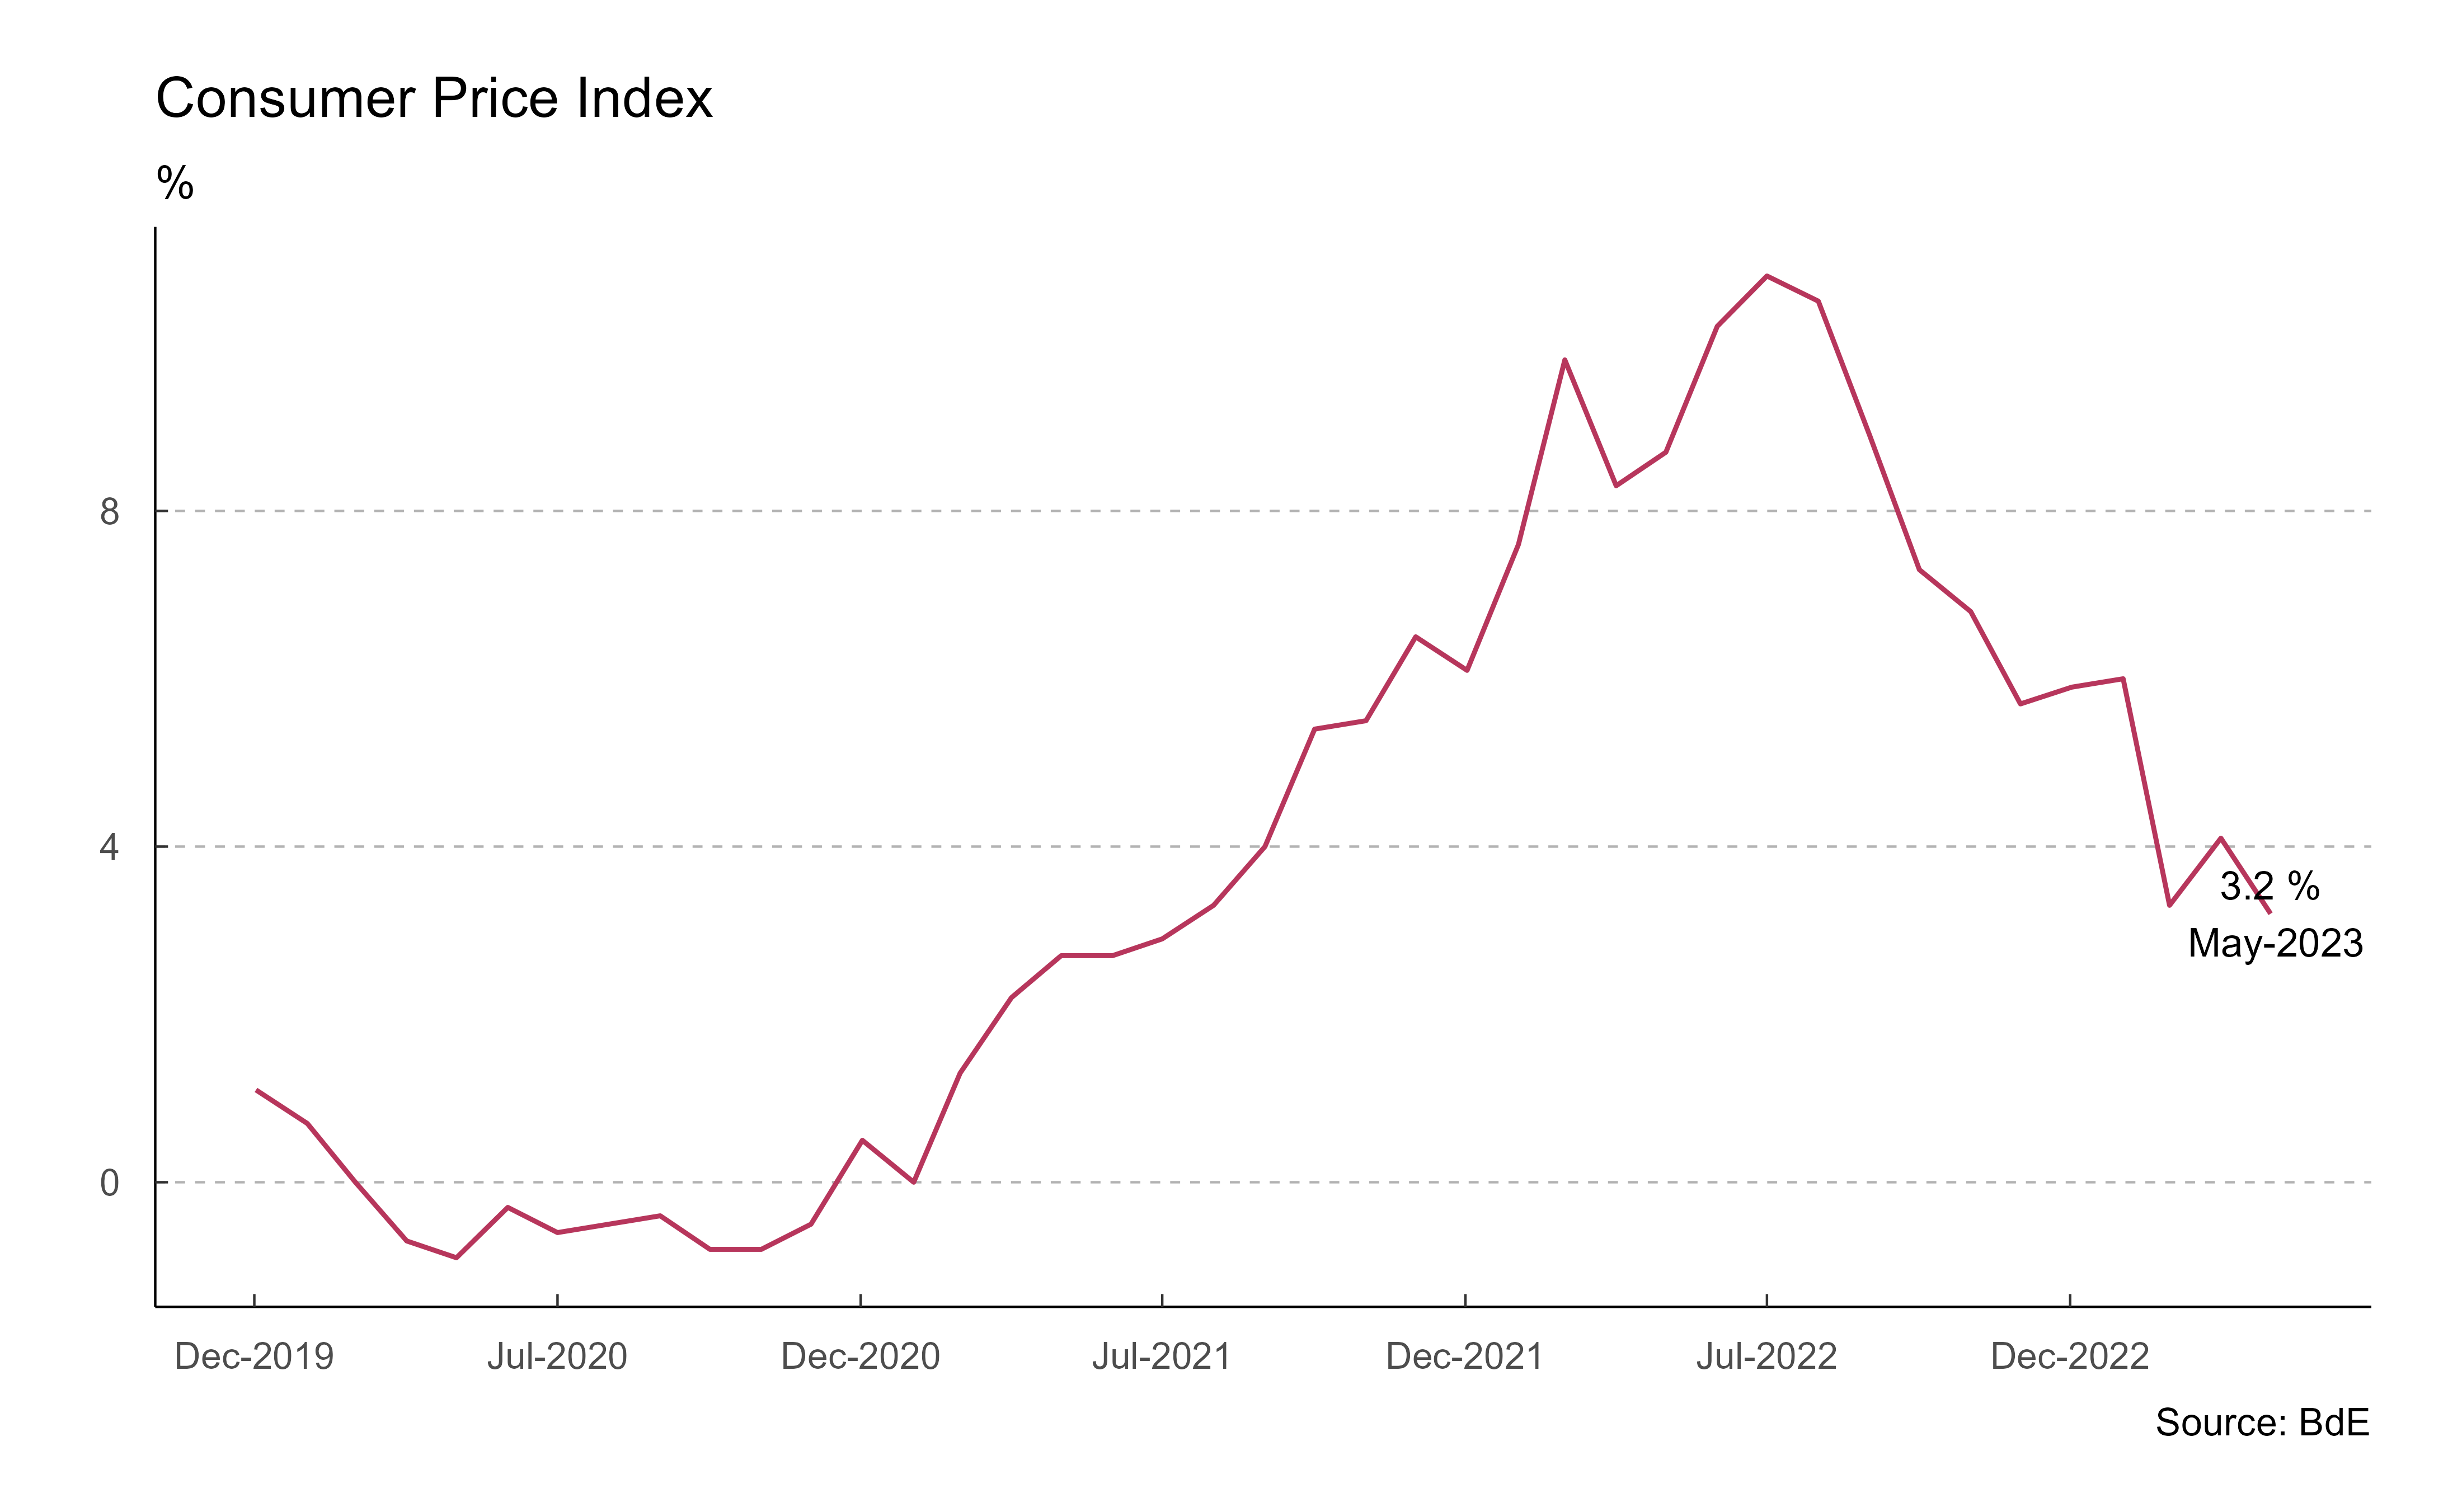 Consumer Price Index
%
8
4
3.2 %
May-2023
0
Dec-2019 Jul-2020 Dec-2020 Jul-2021 Dec-2021 Jul-2022 Dec-2022
Source: BdE